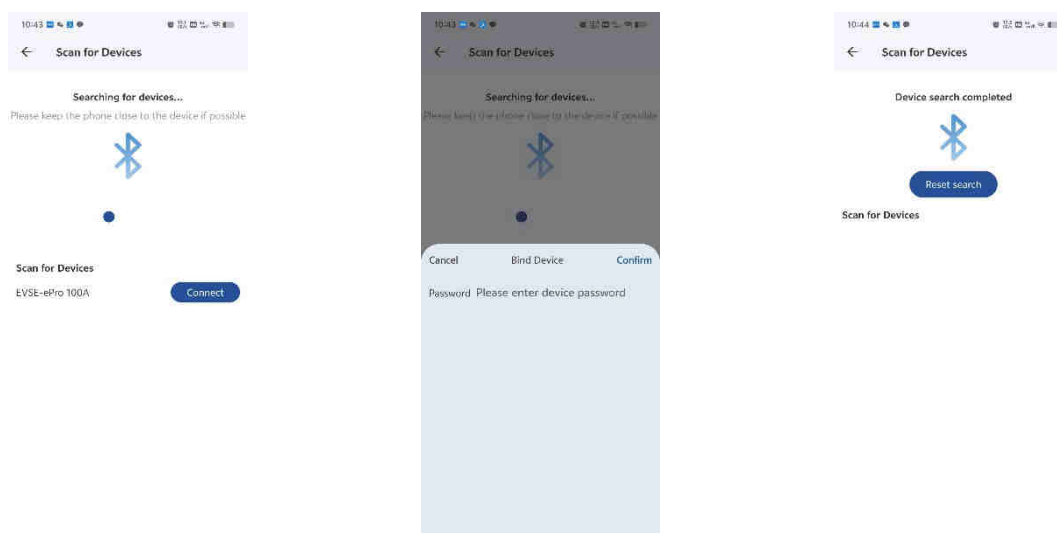 10:43
Scan for Devices
Searching for devices...
Please keep the phone close to the device if possible
Scan for Devices
EVSE-ePro 100A
Connect
10:43
Scan for Devices
Searching for devices...
Please keep the phone close to the device if possible
Cancel
Bind Device
Confirm
Password
Please enter device password
10:44
Scan for Devices
Device search completed
Reset search
Scan for Devices